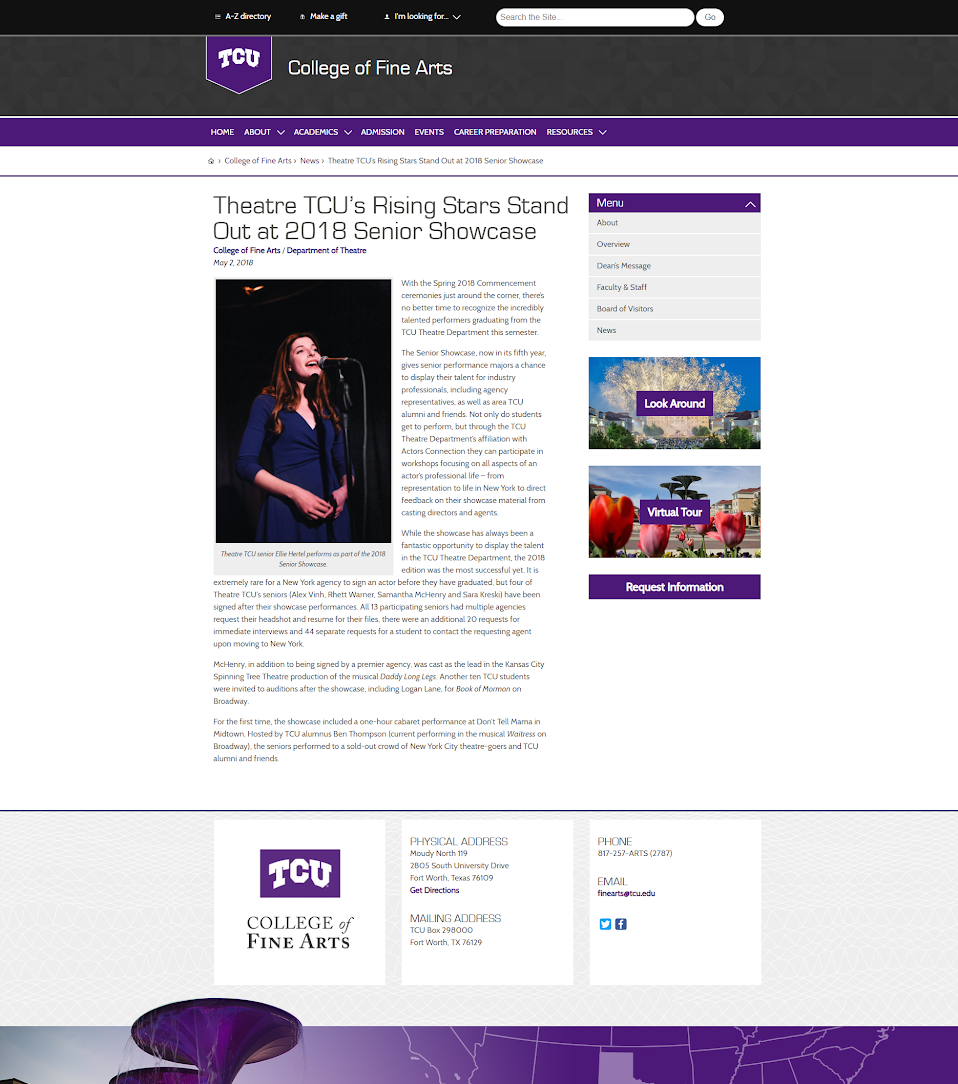 A-Z directory
Make a gift
I'm looking for...
Search the Site...
Go
TCU
College of Fine Arts
HOME
ABOUT
ACADEMICS
ADMISSION
EVENTS
CAREER PREPARATION
RESOURCES
› College of Fine Arts › News › Theatre TCU's Rising Stars Stand Out at 2018 Senior Showcase
Theatre TCU's Rising Stars Stand
Out at 2018 Senior Showcase
College of Fine Arts / Department of Theatre
May 2, 2018
With the Spring 2018 Commencement
ceremonies just around the corner, there's
no better time to recognize the incredibly
talented performers graduating from the
TCU Theatre Department this semester.
The Senior Showcase, now in its fifth year,
gives senior performance majors a chance
to display their talent for industry
professionals, including agency
representatives, as well as area TCU
alumni and friends. Not only do students
get to perform, but through the TCU
Theatre Department's affiliation with
Actors Connection they can participate in
workshops focusing on all aspects of an
actor's professional life – from
representation to life in New York to direct
feedback on their showcase material from
casting directors and agents.
Theatre TCU senior Ellie Hertel performs as part of the 2018
Senior Showcase.
While the showcase has always been a
fantastic opportunity to display the talent
in the TCU Theatre Department, the 2018
edition was the most successful yet. It is
extremely rare for a New York agency to sign an actor before they have graduated, but four of
Theatre TCU's seniors (Alex Vinh, Rhett Warner, Samantha McHenry and Sara Kreski) have been
signed after their showcase performances. All 13 participating seniors had multiple agencies
request their headshot and resume for their files, there were an additional 20 requests for
immediate interviews and 44 separate requests for a student to contact the requesting agent
upon moving to New York.
McHenry, in addition to being signed by a premier agency, was cast as the lead in the Kansas City
Spinning Tree Theatre production of the musical Daddy Long Legs. Another ten TCU students
were invited to auditions after the showcase, including Logan Lane, for Book of Mormon on
Broadway.
For the first time, the showcase included a one-hour cabaret performance at Don't Tell Mama in
Midtown. Hosted by TCU alumnus Ben Thompson (current performing in the musical Waitress on
Broadway), the seniors performed to a sold-out crowd of New York City theatre-goers and TCU
alumni and friends.
Menu
About
Overview
Dean's Message
Faculty & Staff
Board of Visitors
News
Look Around
Virtual Tour
Request Information
TCU
COLLEGE of
FINE ARTS
PHYSICAL ADDRESS
Moudy North 119
2805 South University Drive
Fort Worth, Texas 76109
Get Directions
MAILING ADDRESS
TCU Box 298000
Fort Worth, TX 76129
PHONE
817-257-ARTS (2787)
EMAIL
finearts@tcu.edu